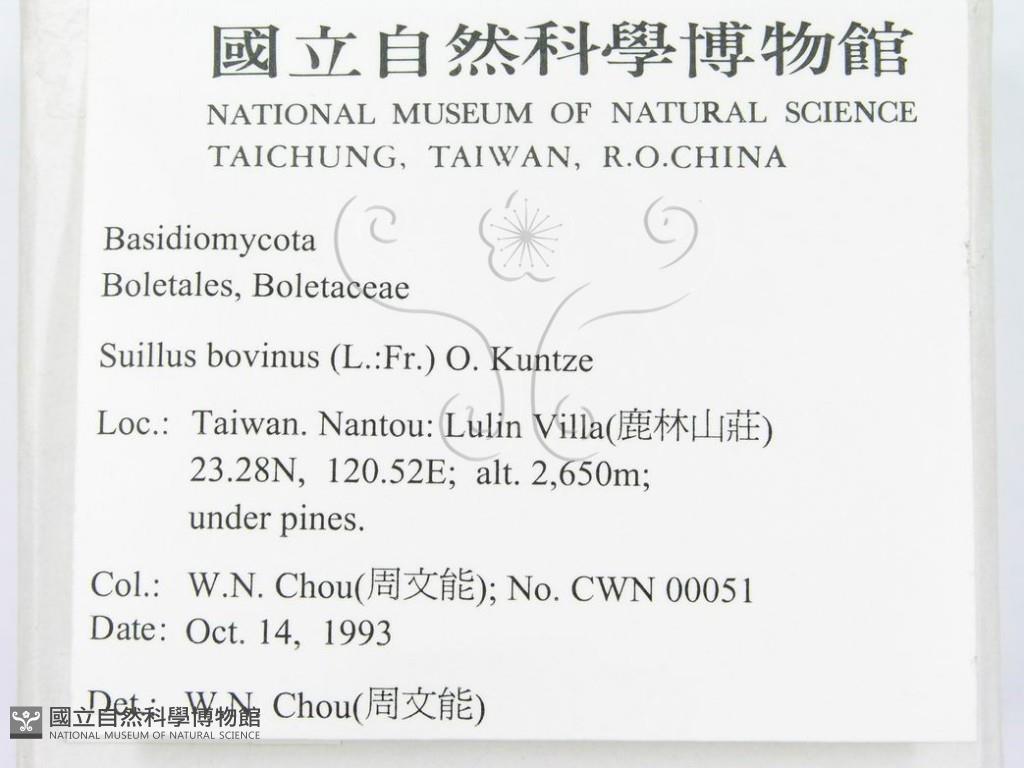 國立自然科學博物館
NATIONAL MUSEUM OF NATURAL SCIENCE
TAICHUNG, TAIWAN, R.O.CHINA
Basidiomycota
Boletales, Boletaceae
Suillus bovinus (L.:Fr.) O. Kuntze
Loc.: Taiwan. Nantou: Lulin Villa(鹿林山莊)
23.28N, 120.52E; alt. 2,650m;
under pines.
Col.: W.N. Chou(周文能); No. CWN 00051
Date: Oct. 14, 1993
Det.: W.N. Chou(周文能)
國立自然科學博物館
NATIONAL MUSEUM OF NATURAL SCIENCE